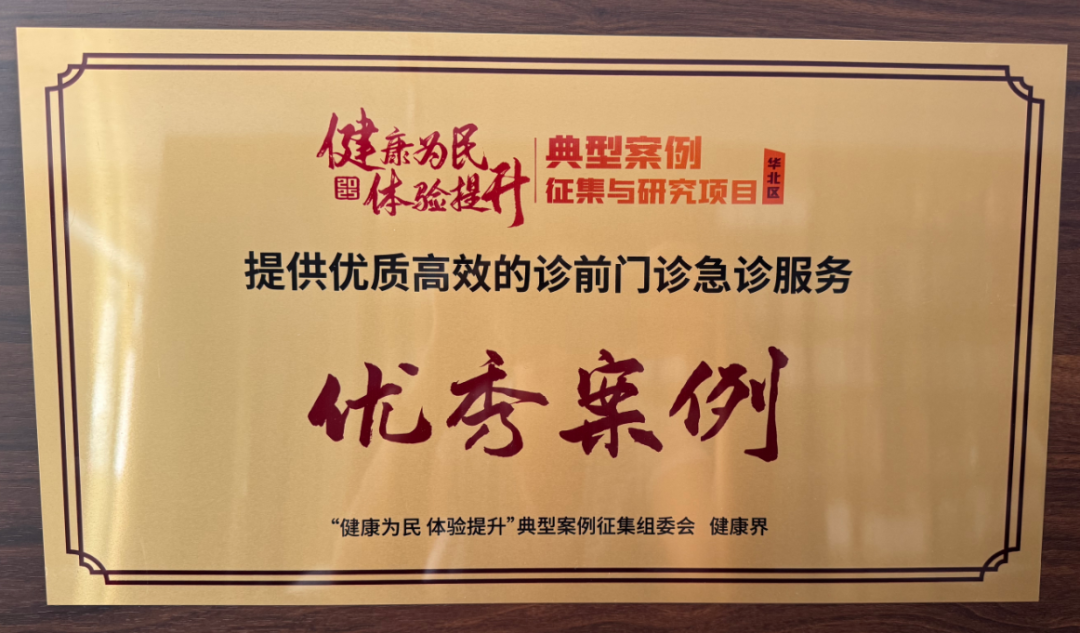 健康为民
体验提升
典型案例
征集与研究项目
华北区
提供优质高效的诊前门诊急诊服务
优秀案例
“健康为民 体验提升”典型案例征集组委会 健康界